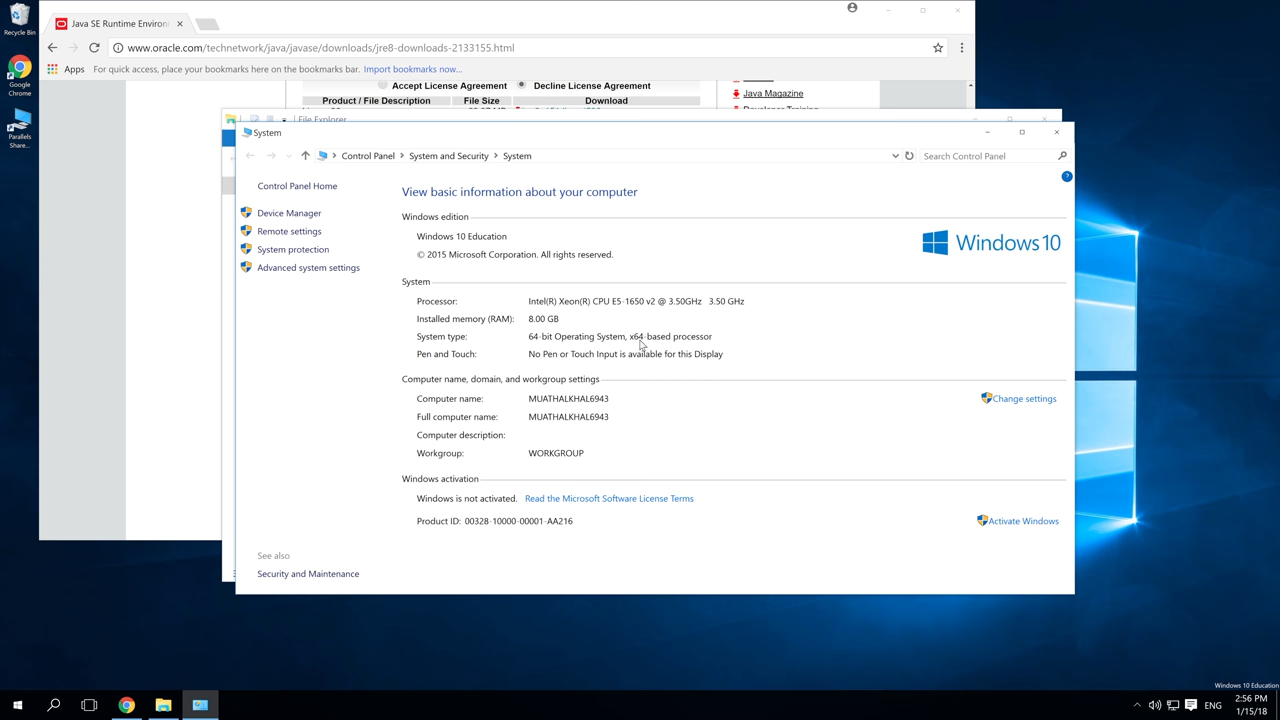 Recycle Bin
Google Chrome
Parallels Share...
Java SE Runtime Environ
www.oracle.com/technetwork/java/javase/downloads/jre8-downloads-2133155.html
Apps For quick access, place your bookmarks here on the bookmarks bar. Import bookmarks now...
Accept License Agreement Decline License Agreement
Product / File Description File Size Download
Java Magazine
Developer Training
File Explorer
System
Control Panel System and Security System
Search Control Panel
Control Panel Home
Device Manager
Remote settings
System protection
Advanced system settings
See also
Security and Maintenance
View basic information about your computer
Windows edition
Windows 10 Education
© 2015 Microsoft Corporation. All rights reserved.
Windows 10
System
Processor: Intel(R) Xeon(R) CPU E5-1650 v2 @ 3.50GHz 3.50 GHz
Installed memory (RAM): 8.00 GB
System type: 64-bit Operating System, x64-based processor
Pen and Touch: No Pen or Touch Input is available for this Display
Computer name, domain, and workgroup settings
Computer name: MUATHALKHAL6943
Change settings
Full computer name: MUATHALKHAL6943
Computer description:
Workgroup: WORKGROUP
Windows activation
Windows is not activated. Read the Microsoft Software License Terms
Product ID: 00328-10000-00001-AA216
Activate Windows
Windows 10 Education
ENG
2:56 PM
1/15/18